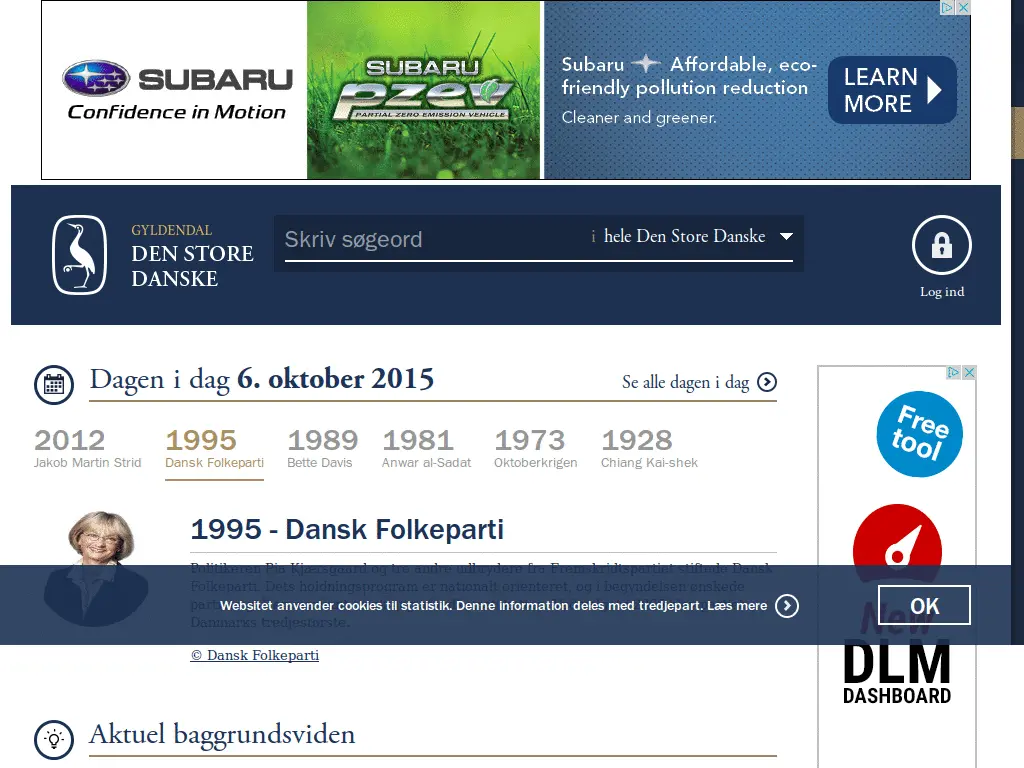 SUBARU
Confidence in Motion
SUBARU
pzev
PARTIAL ZERO EMISSION VEHICLE
Subaru Affordable, eco-
friendly pollution reduction
Cleaner and greener.
LEARN
MORE
GYLDENDAL
DEN STORE
DANSKE
Skriv søgeord
i hele Den Store Danske
Log ind
Dagen i dag 6. oktober 2015
Se alle dagen i dag
2012
Jakob Martin Strid
1995
Dansk Folkeparti
1989
Bette Davis
1981
Anwar al-Sadat
1973
Oktoberkrigen
1928
Chiang Kai-shek
1995 - Dansk Folkeparti
Politikeren Pia Kjærsgaard og tre andre udbrydere fra Fremskridtspartiet stiftede Dansk
Folkeparti. Dets holdningsprogram er nationalt orienteret, og i begyndelsen ønskede
Danmarks tredjestørste.
Websitet anvender cookies til statistik. Denne information deles med tredjepart. Læs mere
OK
© Dansk Folkeparti
Aktuel baggrundsviden
Free
tool
New
DLM
DASHBOARD